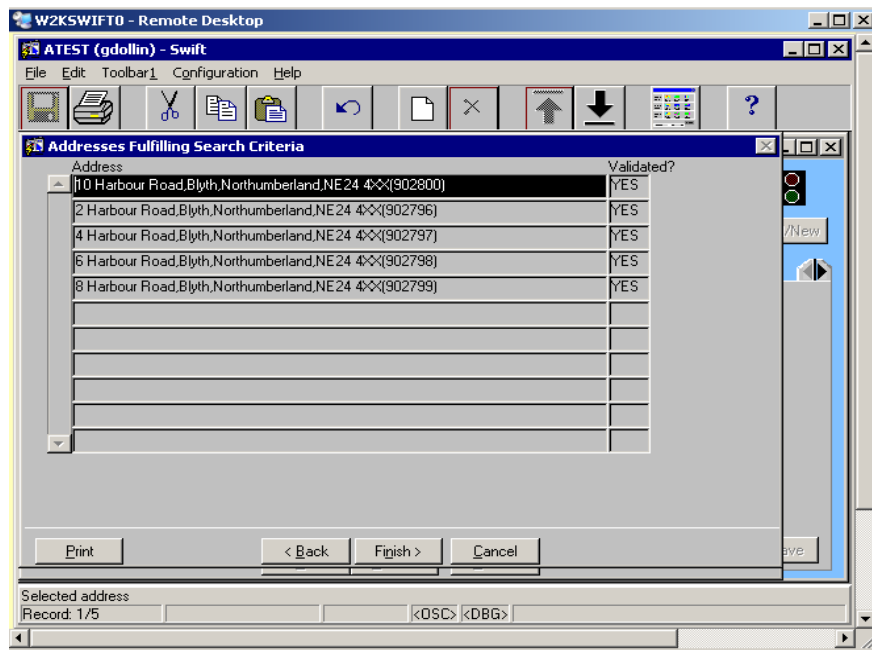 W2KSWIFT0 - Remote Desktop
ATEST (gdollin) - Swift
File Edit Toolbar1 Configuration Help
?
Addresses Fulfilling Search Criteria
Address Validated?
10 Harbour Road,Blyth,Northumberland,NE24 4XX(902800) YES
2 Harbour Road,Blyth,Northumberland,NE24 4XX(902796) YES
/New
4 Harbour Road,Blyth,Northumberland,NE24 4XX(902797) YES
6 Harbour Road,Blyth,Northumberland,NE24 4XX(902798) YES
8 Harbour Road,Blyth,Northumberland,NE24 4XX(902799) YES
Print < Back Finish > Cancel ave
Selected address
Record: 1/5 <OSC> <DBG>